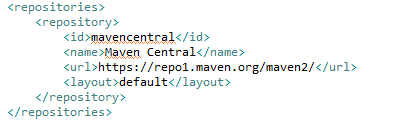 <repositories>
<repository>
<id>mavencentral</id>
<name>Maven Central</name>
<url>https://repo1.maven.org/maven2/</url>
<layout>default</layout>
</repository>
</repositories>